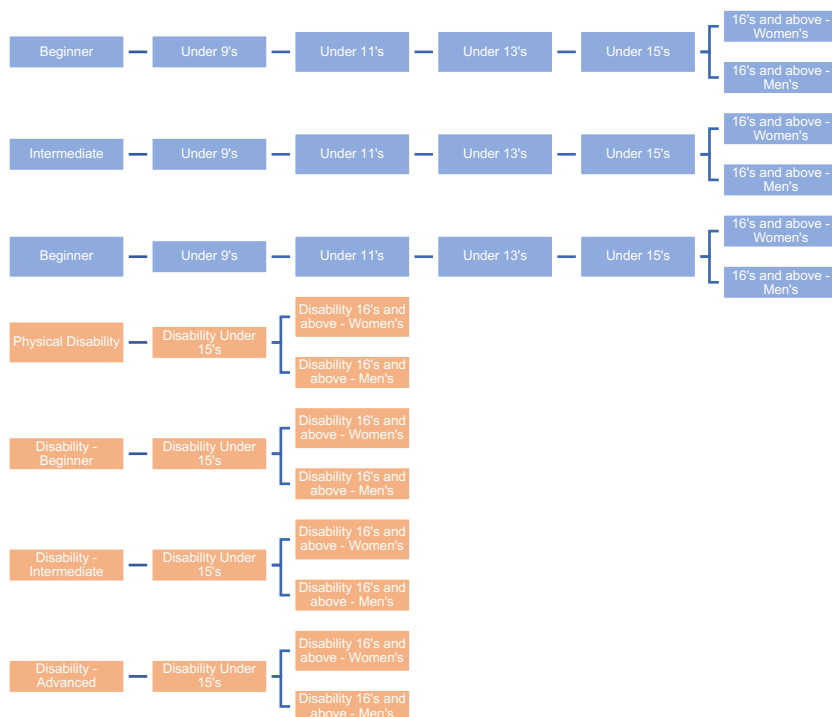 Beginner
Under 9's
Under 11's
Under 13's
Under 15's
16's and above -
Women's
16's and above -
Men's
Intermediate
Under 9's
Under 11's
Under 13's
Under 15's
16's and above -
Women's
16's and above -
Men's
Beginner
Under 9's
Under 11's
Under 13's
Under 15's
16's and above -
Women's
16's and above -
Men's
Physical Disability
Disability Under
15's
Disability 16's and
above - Women's
Disability 16's and
above - Men's
Disability -
Beginner
Disability Under
15's
Disability 16's and
above - Women's
Disability 16's and
above - Men's
Disability -
Intermediate
Disability Under
15's
Disability 16's and
above - Women's
Disability 16's and
above - Men's
Disability -
Advanced
Disability Under
15's
Disability 16's and
above - Women's
Disability 16's and
above - Men's